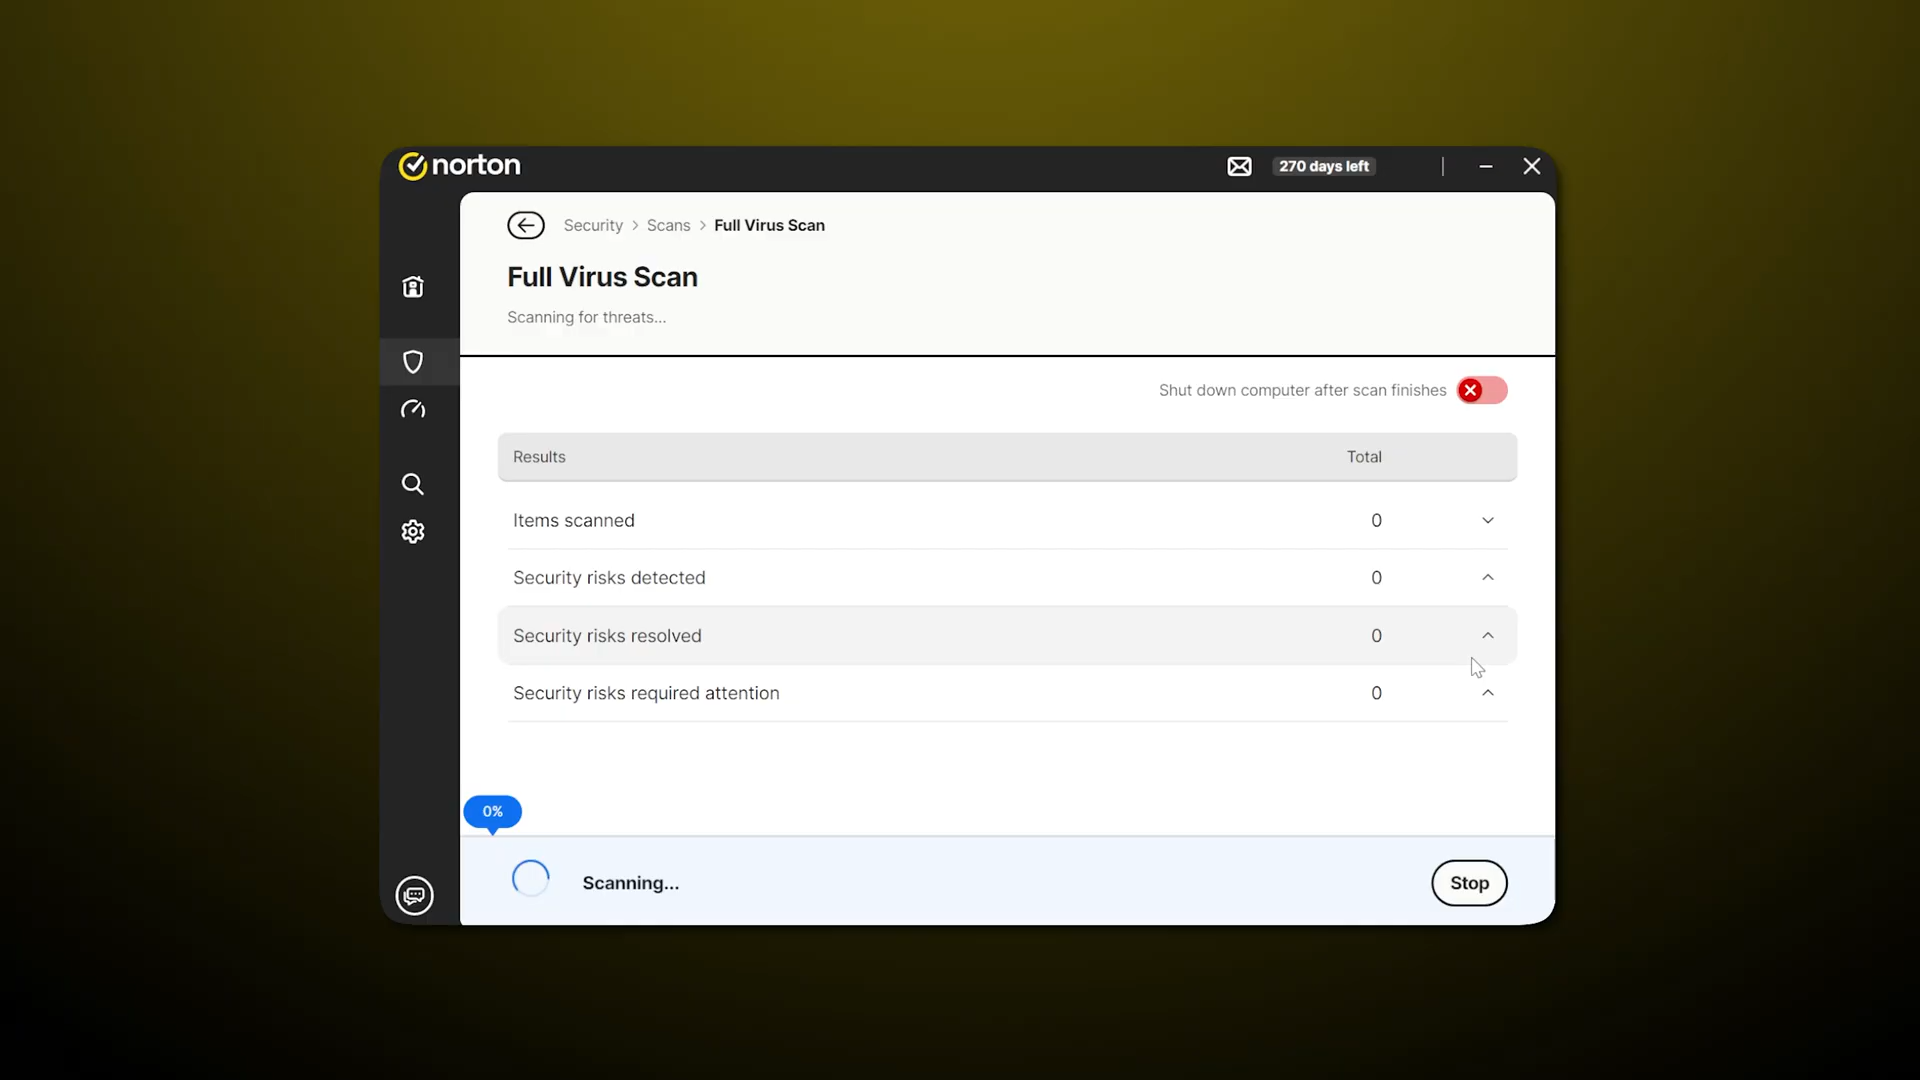 norton
270 days left
Security > Scans > Full Virus Scan
Full Virus Scan
Scanning for threats...
Shut down computer after scan finishes
Results Total
Items scanned 0
Security risks detected 0
Security risks resolved 0
Security risks required attention 0
0%
Scanning...
Stop